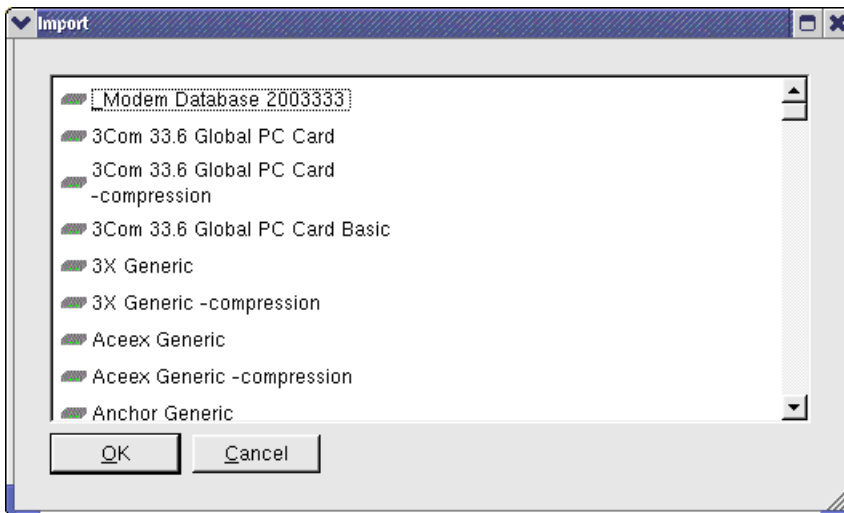 Import
_Modem Database 2003333
3Com 33.6 Global PC Card
3Com 33.6 Global PC Card
-compression
3Com 33.6 Global PC Card Basic
3X Generic
3X Generic -compression
Aceex Generic
Aceex Generic -compression
Anchor Generic
OK
Cancel